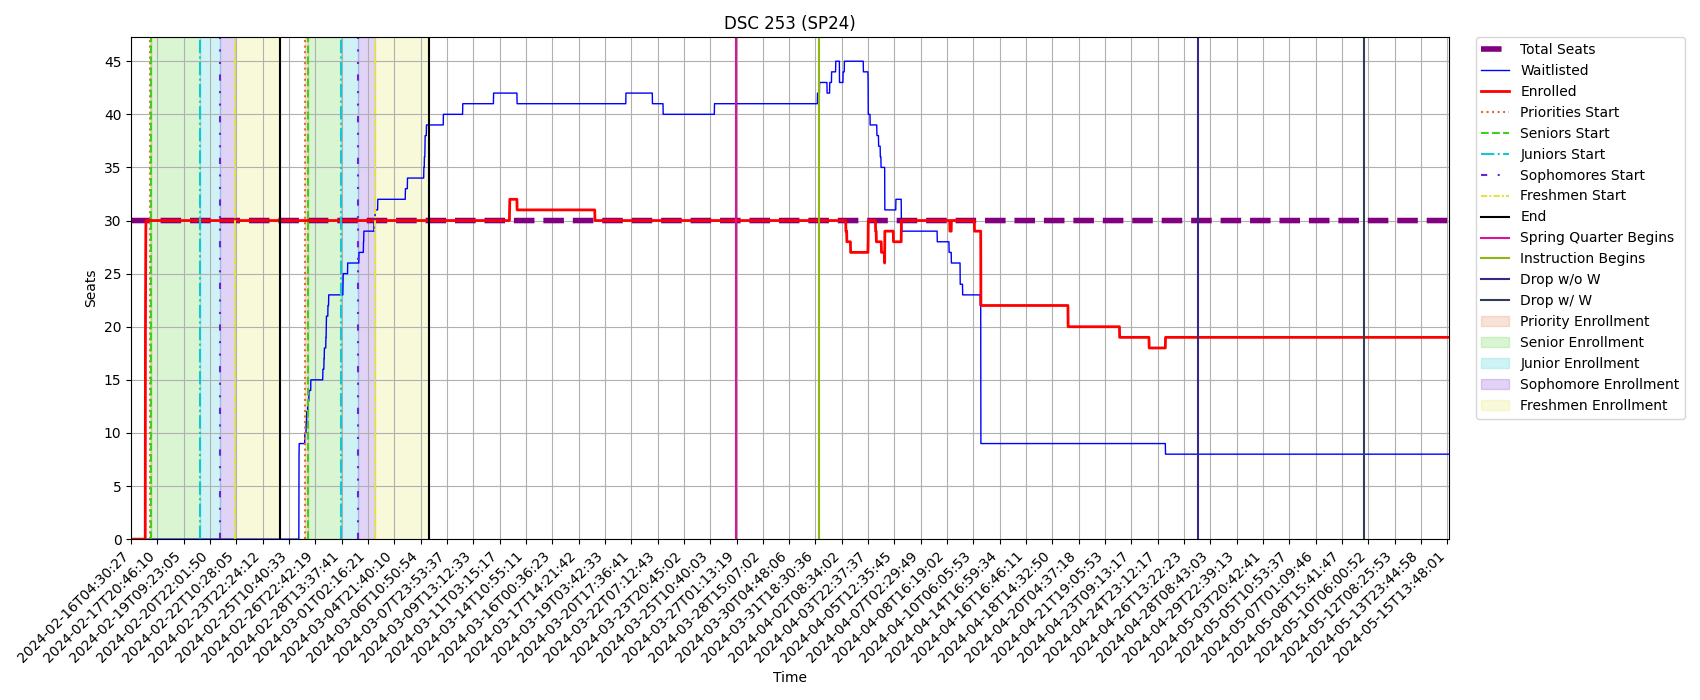 DSC 253 (SP24)
Seats
45
40
35
30
25
20
15
10
5
0
2024-02-16T04:30:27
2024-02-17T20:46:10
2024-02-19T09:23:05
2024-02-20T22:01:50
2024-02-22T10:28:05
2024-02-23T22:24:12
2024-02-25T10:40:33
2024-02-26T22:42:19
2024-02-28T13:37:41
2024-03-01T02:16:21
2024-03-04T21:40:10
2024-03-06T10:50:54
2024-03-07T23:53:37
2024-03-09T13:12:33
2024-03-11T03:15:17
2024-03-14T10:55:11
2024-03-16T00:36:23
2024-03-17T14:21:42
2024-03-19T03:42:33
2024-03-20T17:36:41
2024-03-22T07:12:43
2024-03-23T20:45:02
2024-03-25T10:40:03
2024-03-27T01:13:19
2024-03-28T15:07:02
2024-03-30T04:48:06
2024-03-31T18:30:36
2024-04-02T08:34:02
2024-04-03T22:37:37
2024-04-05T12:35:45
2024-04-07T02:29:49
2024-04-08T16:19:02
2024-04-10T06:05:53
2024-04-14T16:59:34
2024-04-16T16:46:11
2024-04-18T14:32:50
2024-04-20T04:37:18
2024-04-21T19:05:53
2024-04-23T09:13:17
2024-04-24T23:12:17
2024-04-26T13:22:23
2024-04-28T08:43:03
2024-04-29T22:39:13
2024-05-03T20:42:41
2024-05-05T10:53:37
2024-05-07T01:09:46
2024-05-08T15:41:47
2024-05-10T06:00:52
2024-05-12T08:25:53
2024-05-13T23:44:58
2024-05-15T13:48:01
Time
Total Seats
Waitlisted
Enrolled
Priorities Start
Seniors Start
Juniors Start
Sophomores Start
Freshmen Start
End
Spring Quarter Begins
Instruction Begins
Drop w/o W
Drop w/ W
Priority Enrollment
Senior Enrollment
Junior Enrollment
Sophomore Enrollment
Freshmen Enrollment